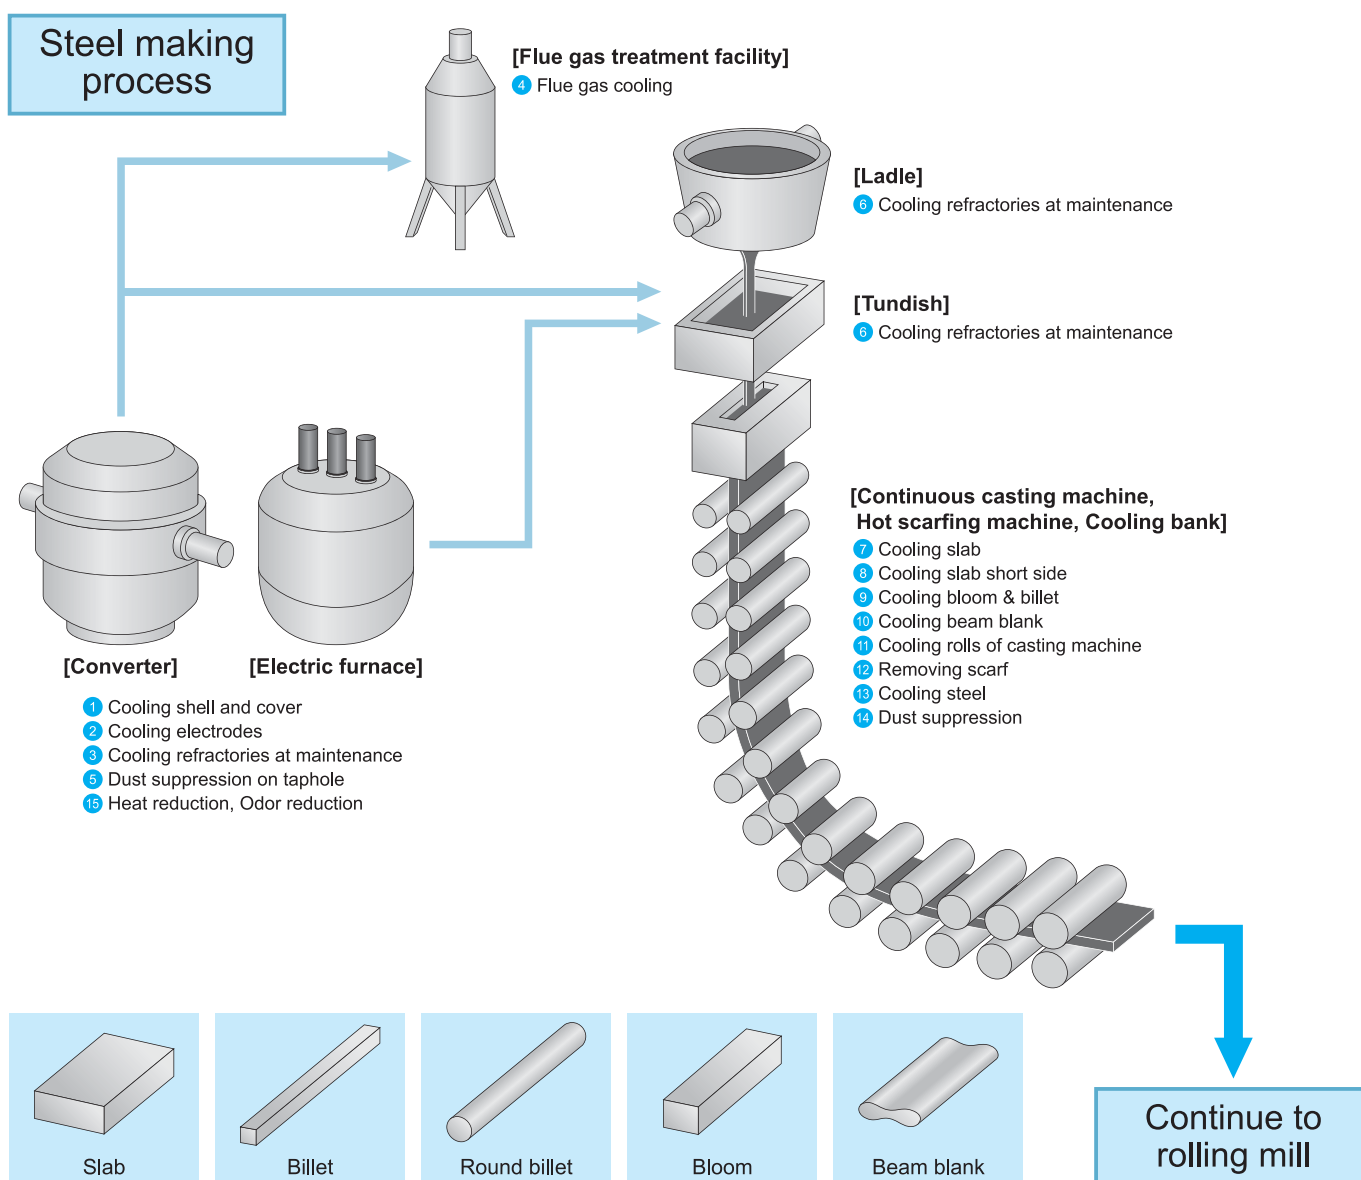 Steel making
process
[Flue gas treatment facility]
4 Flue gas cooling
[Ladle]
6 Cooling refractories at maintenance
[Tundish]
6 Cooling refractories at maintenance
[Converter]
[Electric furnace]
1 Cooling shell and cover
2 Cooling electrodes
3 Cooling refractories at maintenance
5 Dust suppression on taphole
15 Heat reduction, Odor reduction
[Continuous casting machine,
Hot scarfing machine, Cooling bank]
7 Cooling slab
8 Cooling slab short side
9 Cooling bloom & billet
10 Cooling beam blank
11 Cooling rolls of casting machine
12 Removing scarf
13 Cooling steel
14 Dust suppression
Slab
Billet
Round billet
Bloom
Beam blank
Continue to
rolling mill